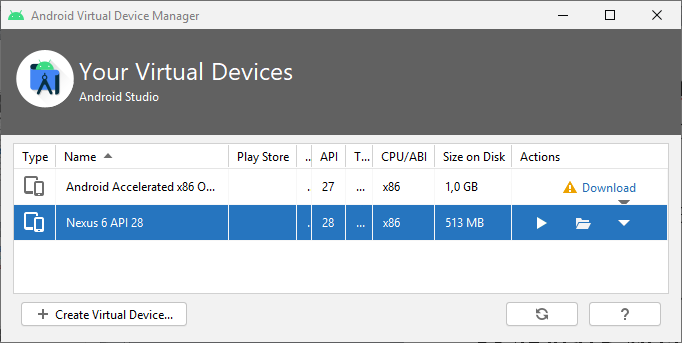 Android Virtual Device Manager
Your Virtual Devices
Android Studio
Type Name Play Store .. API T... CPU/ABI Size on Disk Actions
Android Accelerated x86 O... . 27 ... x86 1,0 GB Download
Nexus 6 API 28 . 28 ... x86 513 MB
+ Create Virtual Device... ?